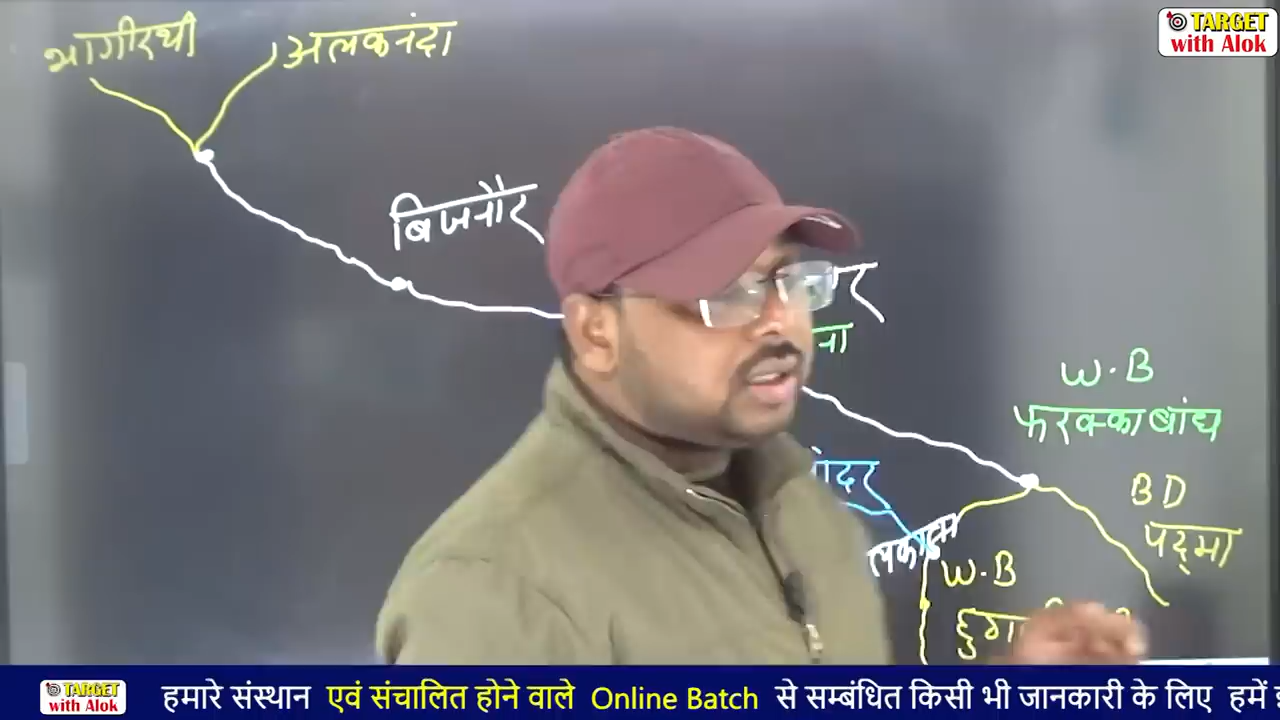 भागीरथी
अलकनंदा
TARGET
with Alok
बिजनौर
ना
W.B
फरक्का बांध
BD
पद्मा
W-B
TARGET
with Alok
हमारे संस्थान एवं संचालित होने वाले Online Batch से सम्बंधित किसी भी जानकारी के लिए हमें